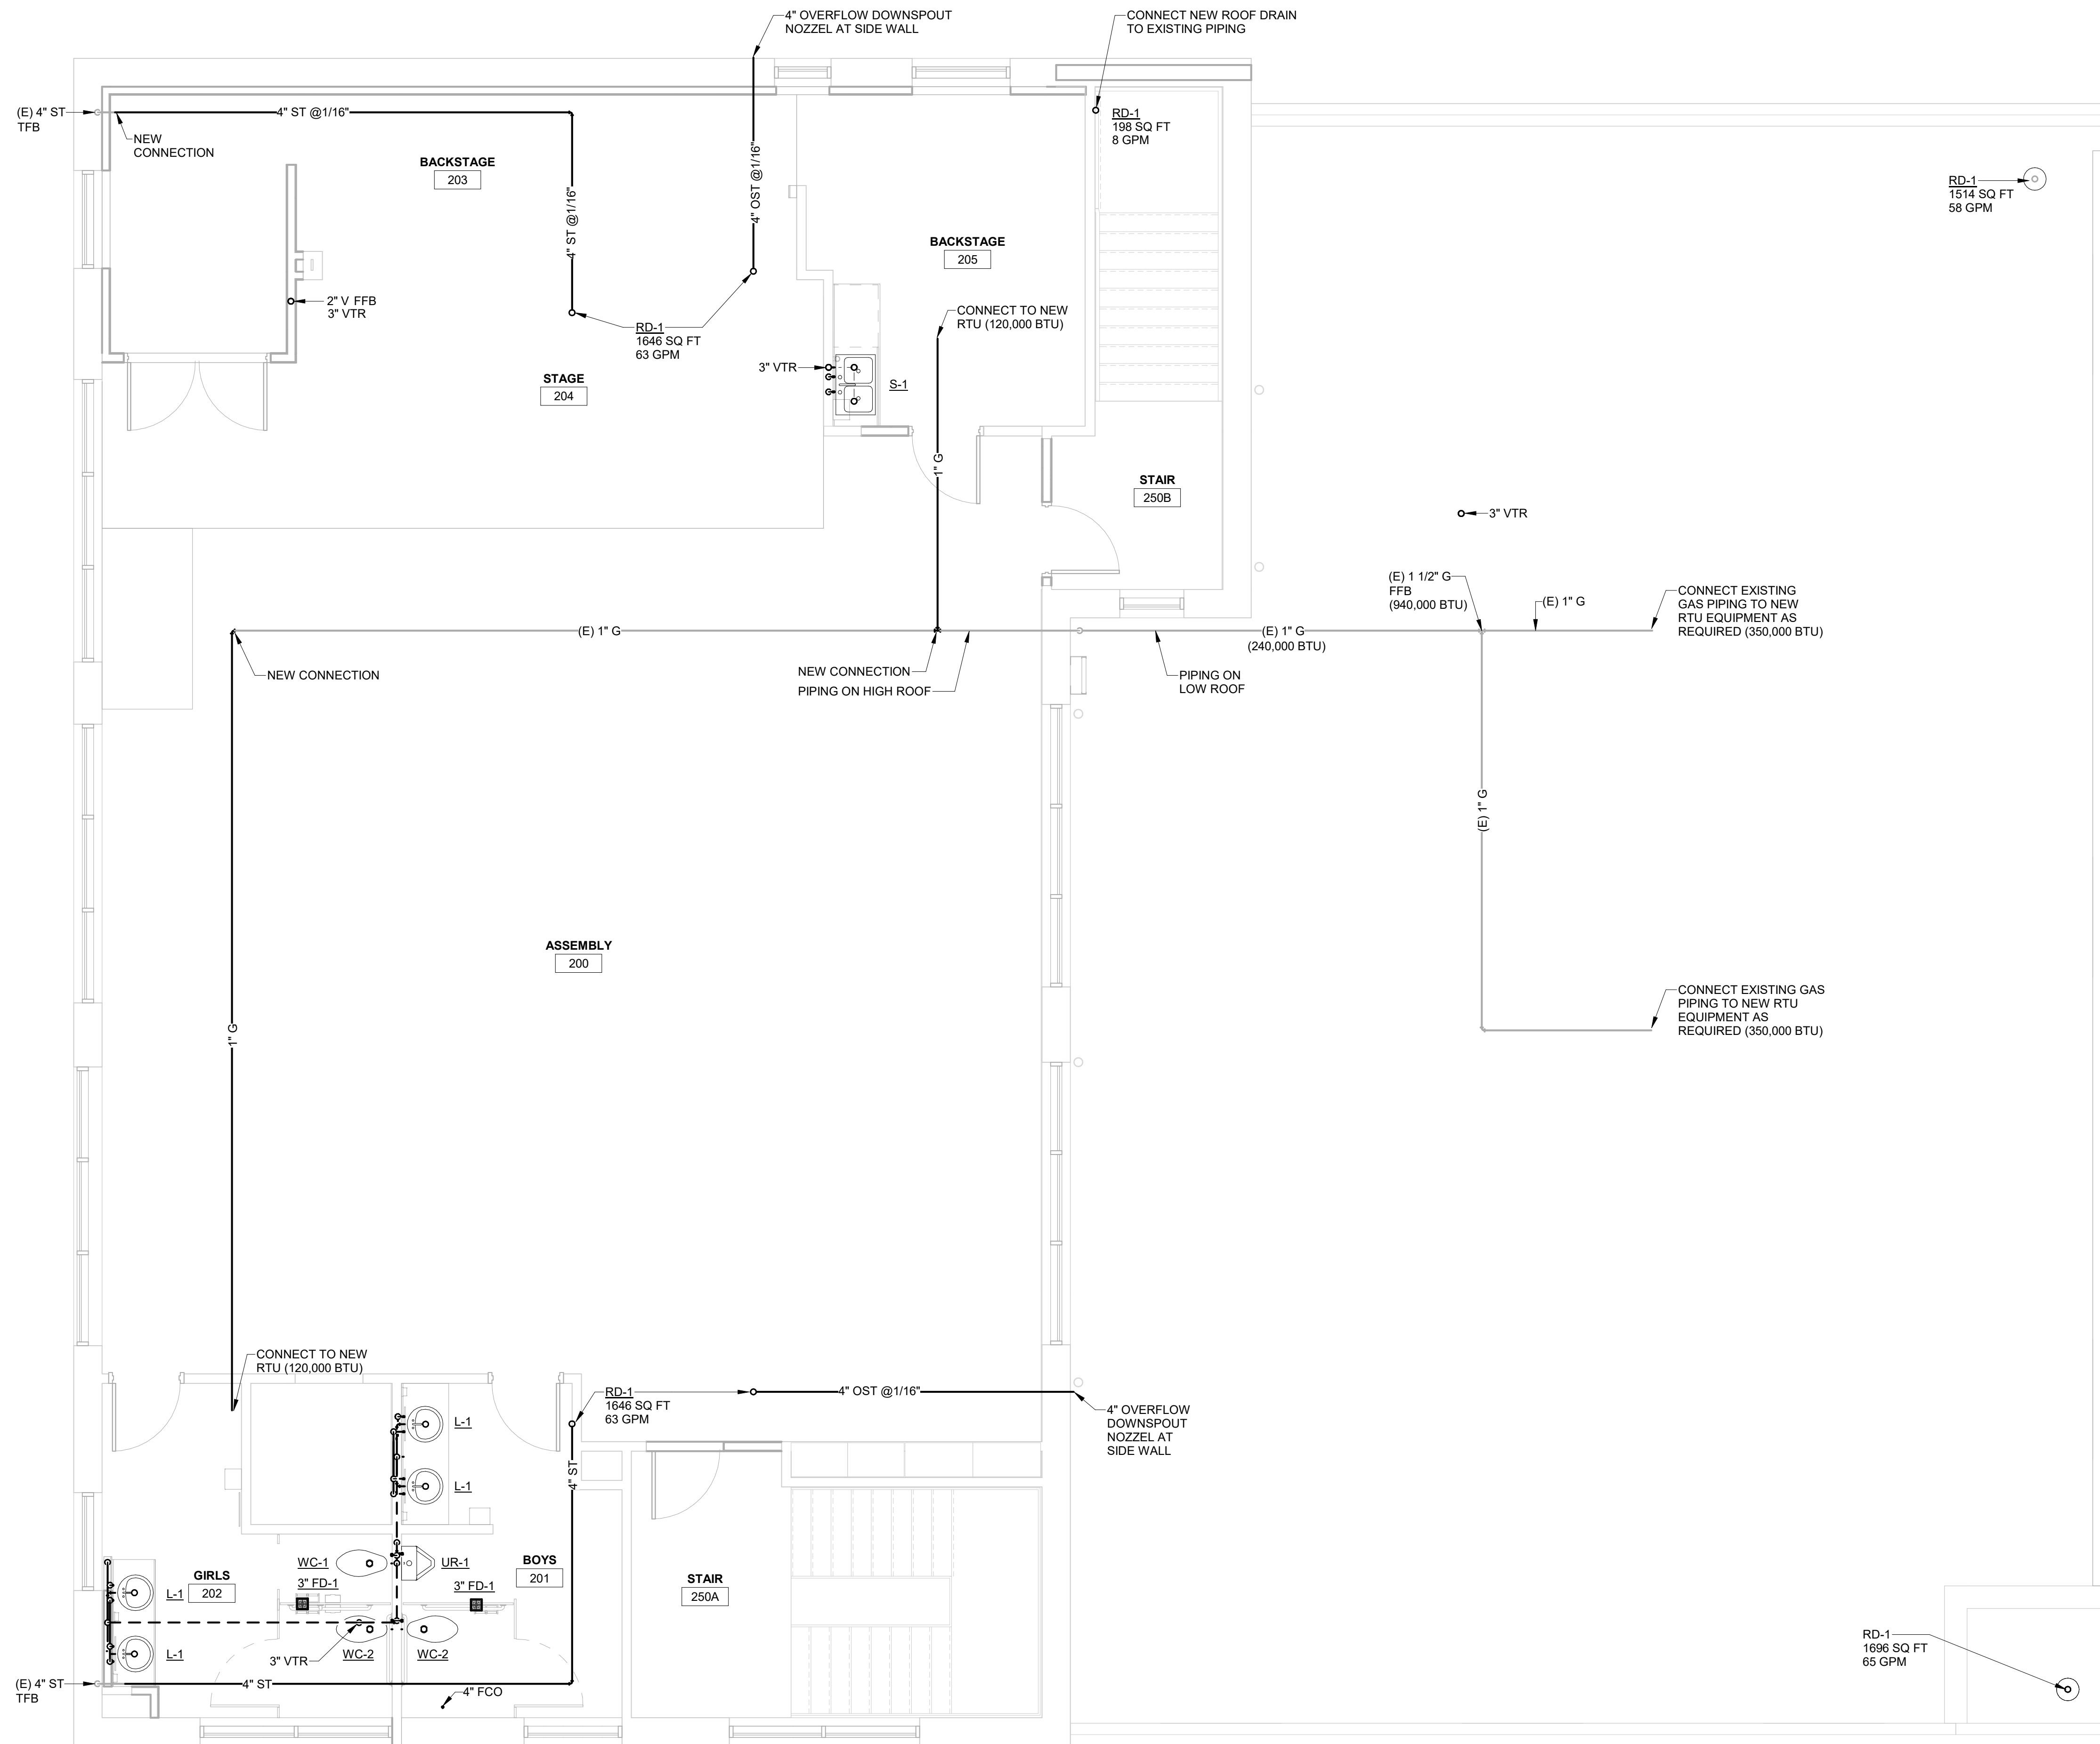 4" OVERFLOW DOWNSPOUT
NOZZEL AT SIDE WALL
CONNECT NEW ROOF DRAIN
TO EXISTING PIPING
(E) 4" ST
TFB
4" ST @1/16"
NEW
CONNECTION
BACKSTAGE
203
4" ST @1/16"
4" OST @1/16"
RD-1
198 SQ FT
8 GPM
RD-1
1514 SQ FT
58 GPM
BACKSTAGE
205
2" V FFB
3" VTR
RD-1
1646 SQ FT
63 GPM
CONNECT TO NEW
RTU (120,000 BTU)
STAGE
204
3" VTR
S-1
1" G
STAIR
250B
3" VTR
(E) 1 1/2" G
FFB
(940,000 BTU)
(E) 1" G
CONNECT EXISTING
GAS PIPING TO NEW
RTU EQUIPMENT AS
REQUIRED (350,000 BTU)
(E) 1" G
(E) 1" G
(240,000 BTU)
NEW CONNECTION
NEW CONNECTION
PIPING ON HIGH ROOF
PIPING ON
LOW ROOF
(E) 1" G
ASSEMBLY
200
CONNECT EXISTING GAS
PIPING TO NEW RTU
EQUIPMENT AS
REQUIRED (350,000 BTU)
1" G
CONNECT TO NEW
RTU (120,000 BTU)
RD-1
1646 SQ FT
63 GPM
4" OST @1/16"
4" OVERFLOW
DOWNSPOUT
NOZZEL AT
SIDE WALL
L-1
L-1
4" ST
WC-1
UR-1
BOYS
201
GIRLS
202
3" FD-1
3" FD-1
L-1
STAIR
250A
L-1
3" VTR
WC-2
WC-2
RD-1
1696 SQ FT
65 GPM
(E) 4" ST
TFB
4" ST
4" FCO